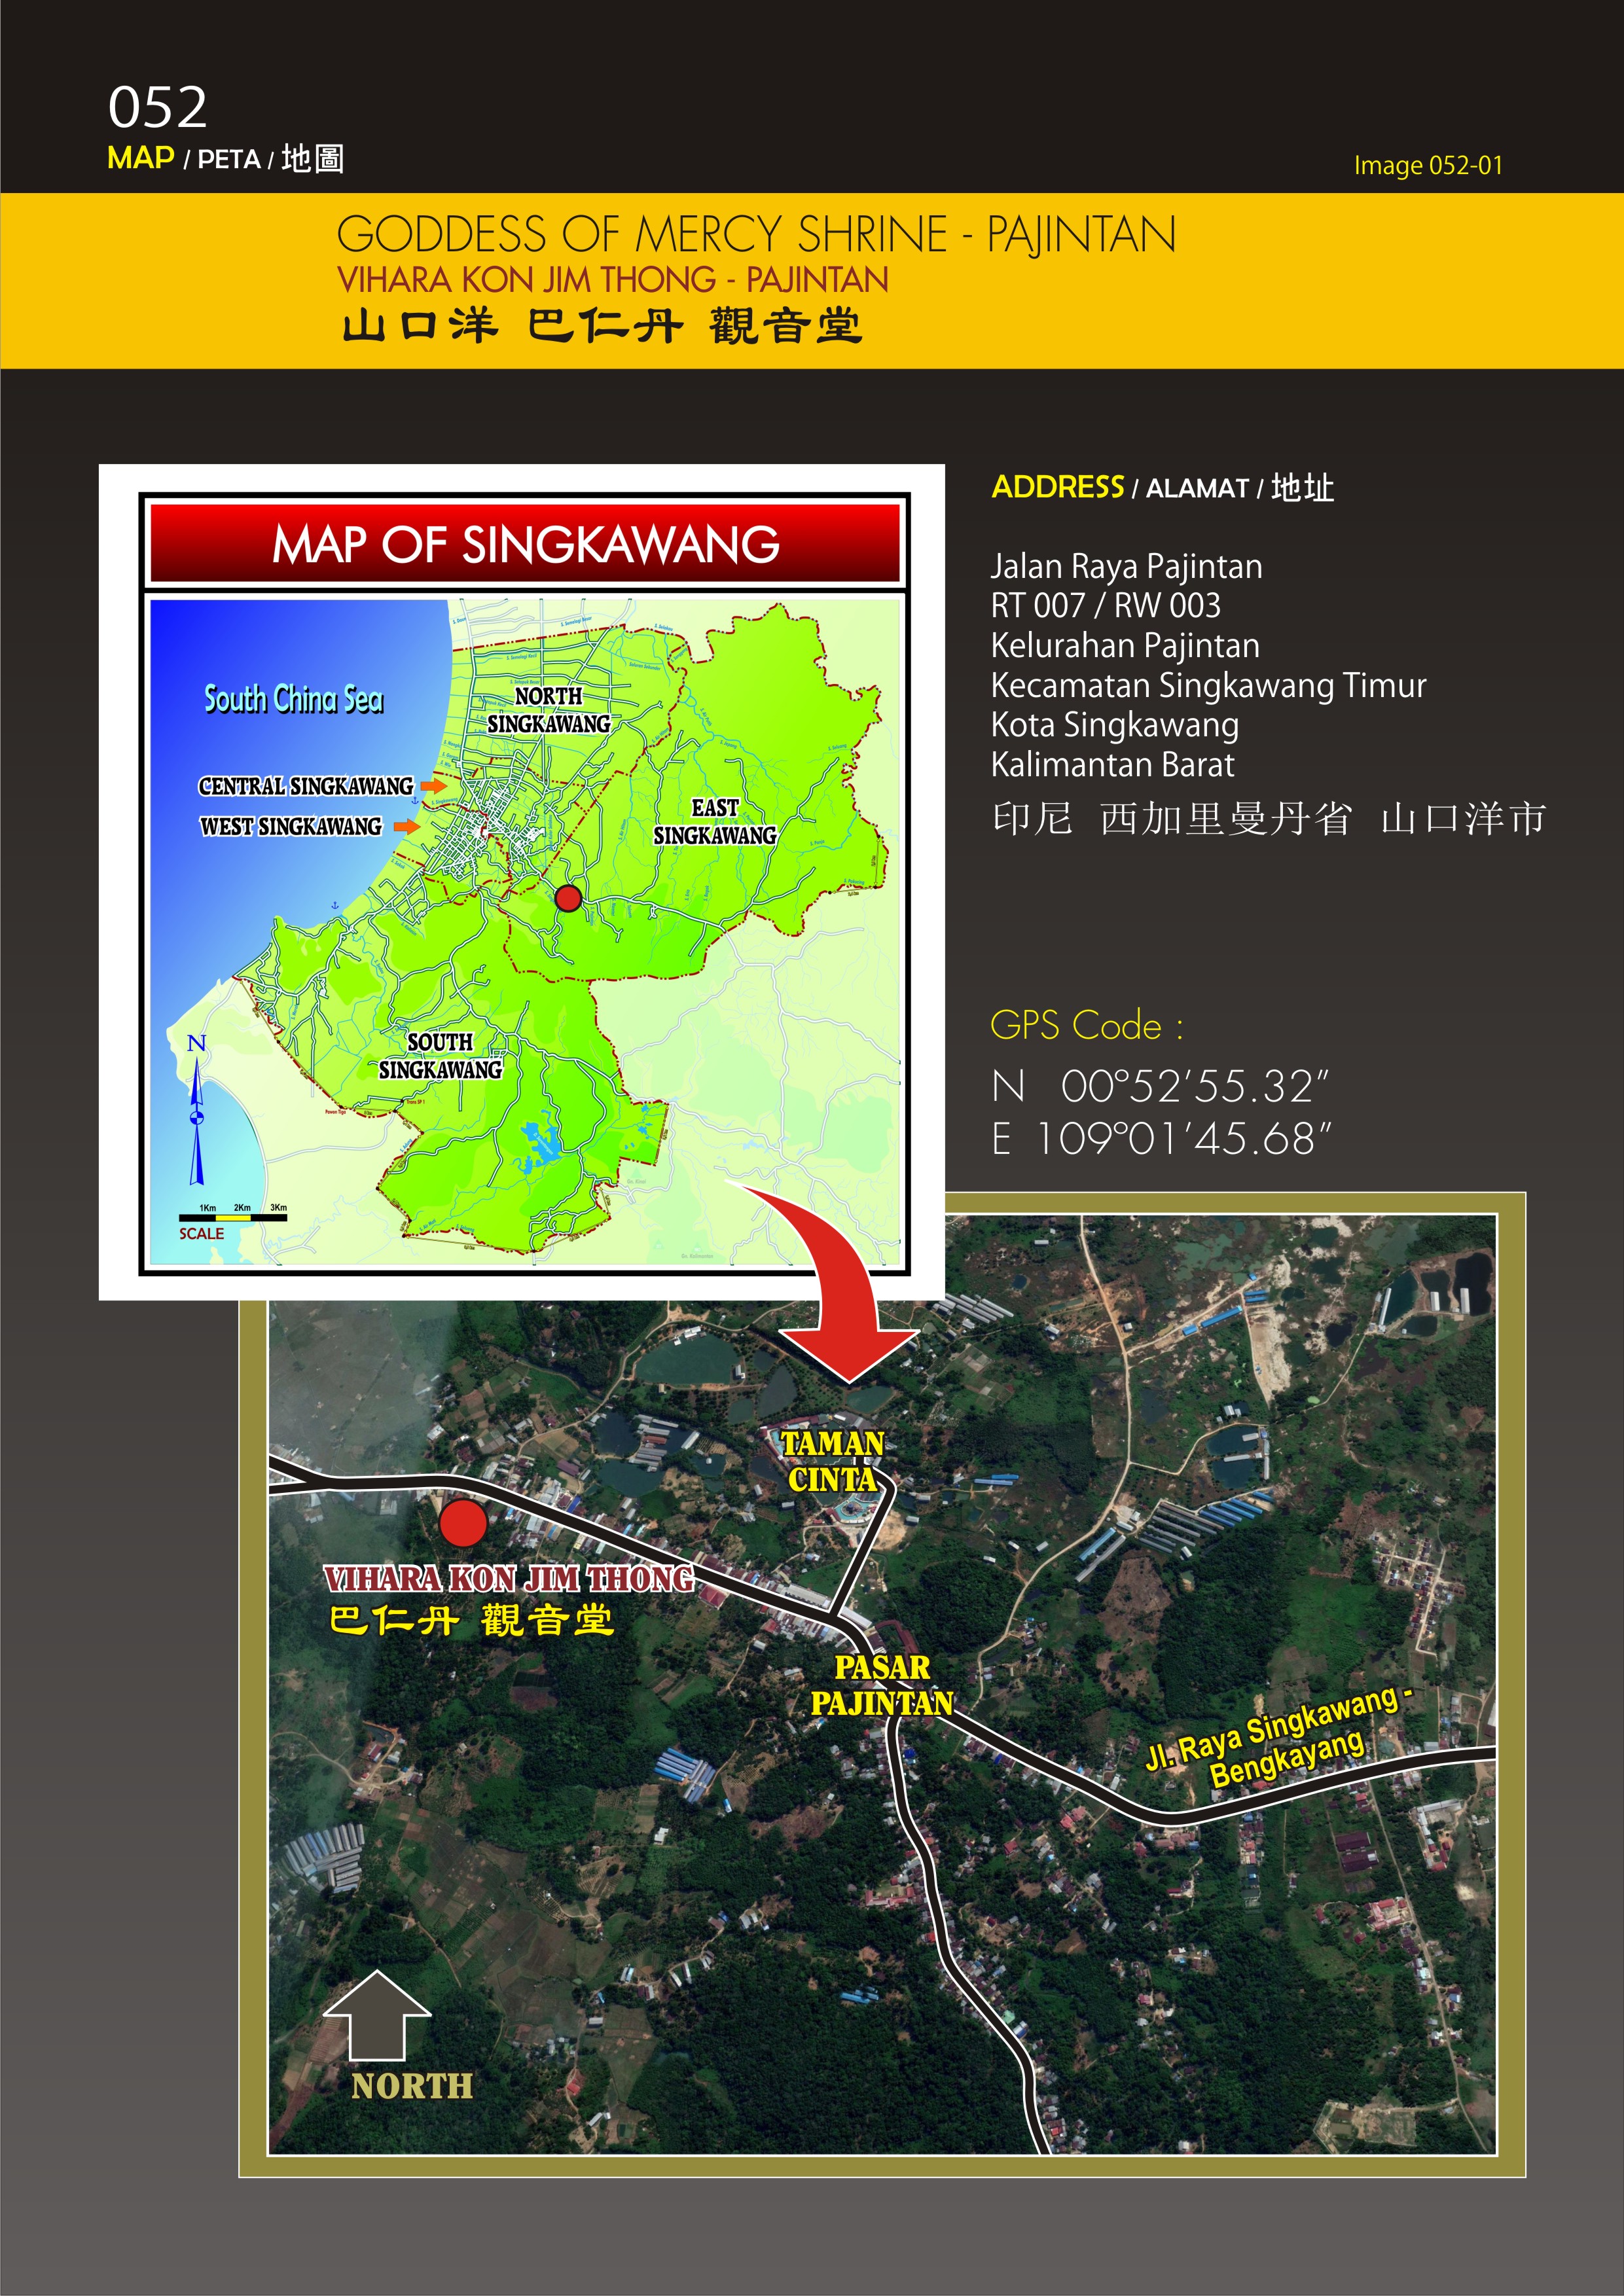 052
MAP / PETA / 地圖
Image 052-01
GODDESS OF MERCY SHRINE - PAJINTAN
VIHARA KON JIM THONG - PAJINTAN
山口洋 巴仁丹 觀音堂
MAP OF SINGKAWANG
South China Sea
NORTH
SINGKAWANG
CENTRAL SINGKAWANG
WEST SINGKAWANG
EAST
SINGKAWANG
SOUTH
SINGKAWANG
N
1Km 2Km 3Km
SCALE
ADDRESS / ALAMAT / 地址
Jalan Raya Pajintan
RT 007 / RW 003
Kelurahan Pajintan
Kecamatan Singkawang Timur
Kota Singkawang
Kalimantan Barat
印尼 西加里曼丹省 山口洋市
GPS Code :
N 00°52'55.32"
E 109°01'45.68"
TAMAN
CINTA
VIHARA KON JIM THONG
巴仁丹 觀音堂
PASAR
PAJINTAN
Jl. Raya Singkawang -
Bengkayang
NORTH